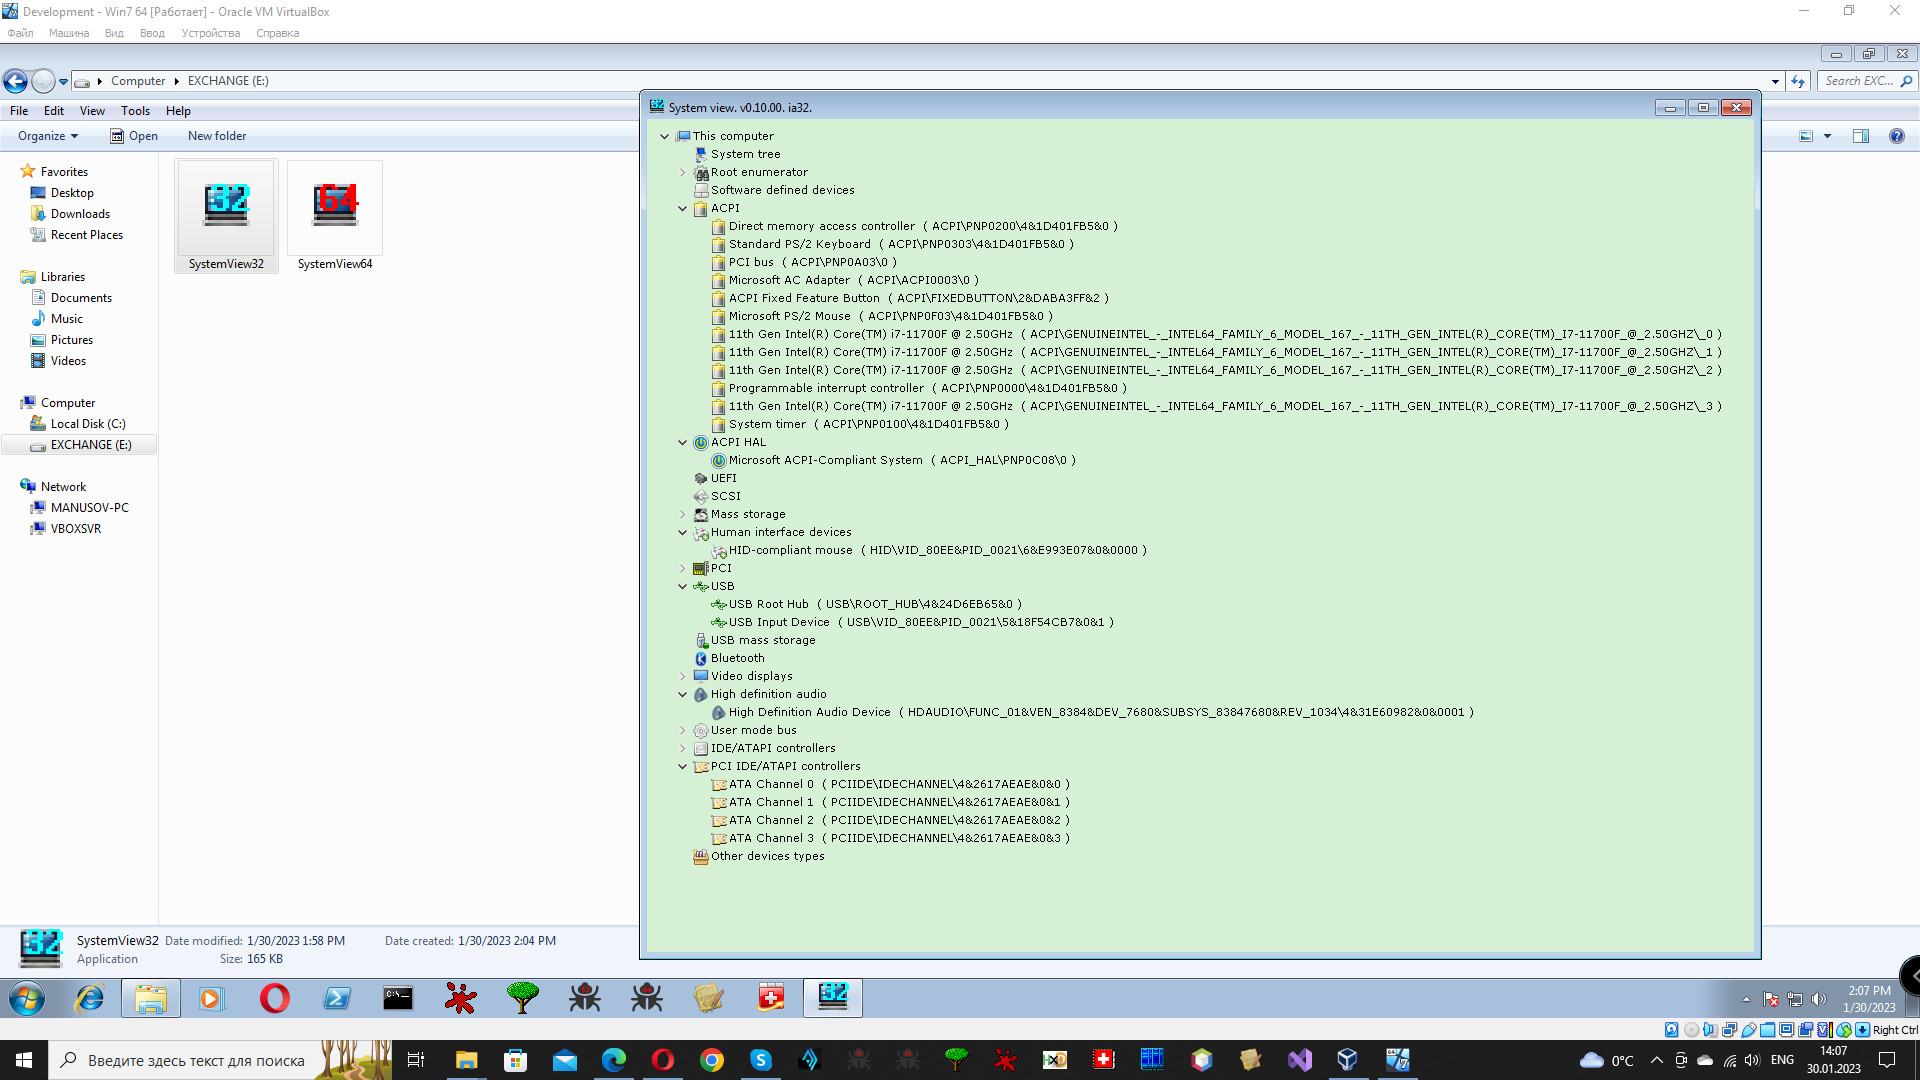 Development - Win7 64 [Работает] - Oracle VM VirtualBox
Файл Машина Вид Ввод Устройства Справка
Computer EXCHANGE (E:)
Search EXC...
File Edit View Tools Help
Organize Open New folder
Favorites
Desktop
Downloads
Recent Places
Libraries
Documents
Music
Pictures
Videos
Computer
Local Disk (C:)
EXCHANGE (E:)
Network
MANUSOV-PC
VBOXSVR
32
64
SystemView32 SystemView64
System view. v0.10.00. ia32.
This computer
System tree
Root enumerator
Software defined devices
ACPI
Direct memory access controller ( ACPI\PNP0200\4&1D401FB5&0 )
Standard PS/2 Keyboard ( ACPI\PNP0303\4&1D401FB5&0 )
PCI bus ( ACPI\PNP0A03\0 )
Microsoft AC Adapter ( ACPI\ACPI0003\0 )
ACPI Fixed Feature Button ( ACPI\FIXEDBUTTON\2&DABA3FF&2 )
Microsoft PS/2 Mouse ( ACPI\PNP0F03\4&1D401FB5&0 )
11th Gen Intel(R) Core(TM) i7-11700F @ 2.50GHz ( ACPI\GENUINEINTEL_-_INTEL64_FAMILY_6_MODEL_167_-_11TH_GEN_INTEL(R)_CORE(TM)_I7-11700F_@_2.50GHZ\_0 )
11th Gen Intel(R) Core(TM) i7-11700F @ 2.50GHz ( ACPI\GENUINEINTEL_-_INTEL64_FAMILY_6_MODEL_167_-_11TH_GEN_INTEL(R)_CORE(TM)_I7-11700F_@_2.50GHZ\_1 )
11th Gen Intel(R) Core(TM) i7-11700F @ 2.50GHz ( ACPI\GENUINEINTEL_-_INTEL64_FAMILY_6_MODEL_167_-_11TH_GEN_INTEL(R)_CORE(TM)_I7-11700F_@_2.50GHZ\_2 )
Programmable interrupt controller ( ACPI\PNP0000\4&1D401FB5&0 )
11th Gen Intel(R) Core(TM) i7-11700F @ 2.50GHz ( ACPI\GENUINEINTEL_-_INTEL64_FAMILY_6_MODEL_167_-_11TH_GEN_INTEL(R)_CORE(TM)_I7-11700F_@_2.50GHZ\_3 )
System timer ( ACPI\PNP0100\4&1D401FB5&0 )
ACPI HAL
Microsoft ACPI-Compliant System ( ACPI_HAL\PNP0C08\0 )
UEFI
SCSI
Mass storage
Human interface devices
HID-compliant mouse ( HID\VID_80EE&PID_0021\6&E993E07&0&0000 )
PCI
USB
USB Root Hub ( USB\ROOT_HUB\4&24D6EB65&0 )
USB Input Device ( USB\VID_80EE&PID_0021\5&18F54CB7&0&1 )
USB mass storage
Bluetooth
Video displays
High definition audio
High Definition Audio Device ( HDAUDIO\FUNC_01&VEN_8384&DEV_7680&SUBSYS_83847680&REV_1034\4&31E60982&0&0001 )
User mode bus
IDE/ATAPI controllers
PCI IDE/ATAPI controllers
ATA Channel 0 ( PCIIDE\IDECHANNEL\4&2617AEAE&0&0 )
ATA Channel 1 ( PCIIDE\IDECHANNEL\4&2617AEAE&0&1 )
ATA Channel 2 ( PCIIDE\IDECHANNEL\4&2617AEAE&0&2 )
ATA Channel 3 ( PCIIDE\IDECHANNEL\4&2617AEAE&0&3 )
Other devices types
SystemView32 Date modified: 1/30/2023 1:58 PM Date created: 1/30/2023 2:04 PM
Application Size: 165 KB
2:07 PM
1/30/2023
Right Ctrl
Введите здесь текст для поиска
0°C
ENG
14:07
30.01.2023